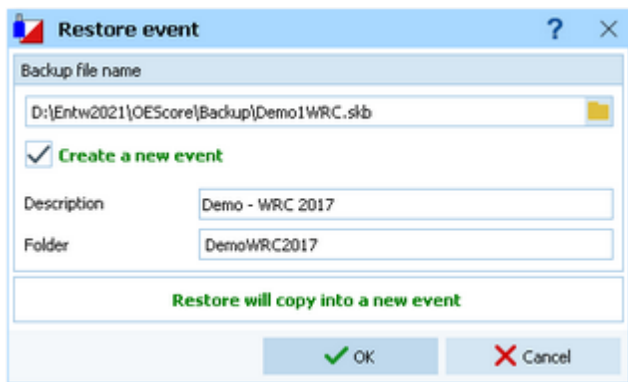 Restore event ?
Backup file name
D:\Entw2021\OEScore\Backup\Demo1WRC.skb
Create a new event
Description Demo - WRC 2017
Folder DemoWRC2017
Restore will copy into a new event
OK Cancel